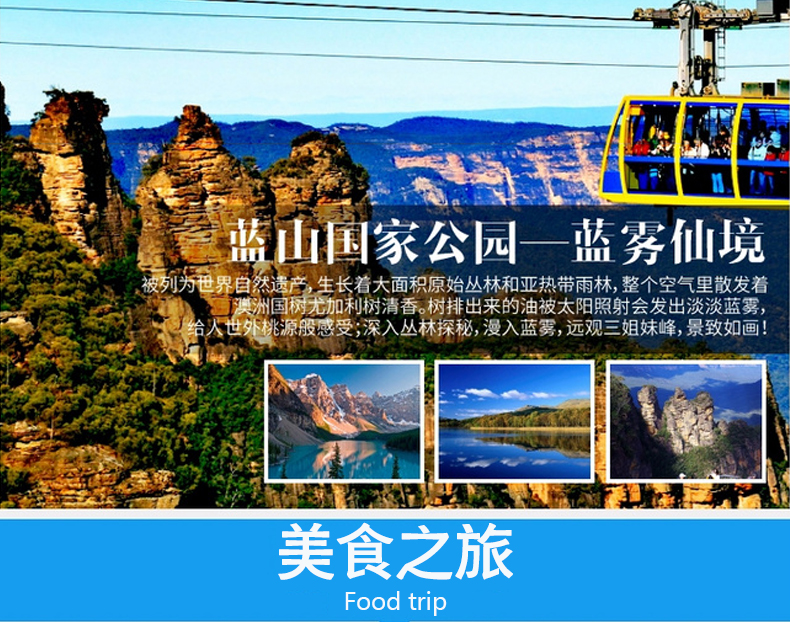 蓝山国家公园—蓝雾仙境
被列为世界自然遗产，生长着大面积原始丛林和亚热带雨林，整个空气里散发着
澳洲国树尤加利树清香。树排出来的油被太阳照射会发出淡淡蓝雾，
给人世外桃源般感受；深入丛林探秘，漫入蓝雾，远观三姐妹峰，景致如画！
美食之旅
Food trip